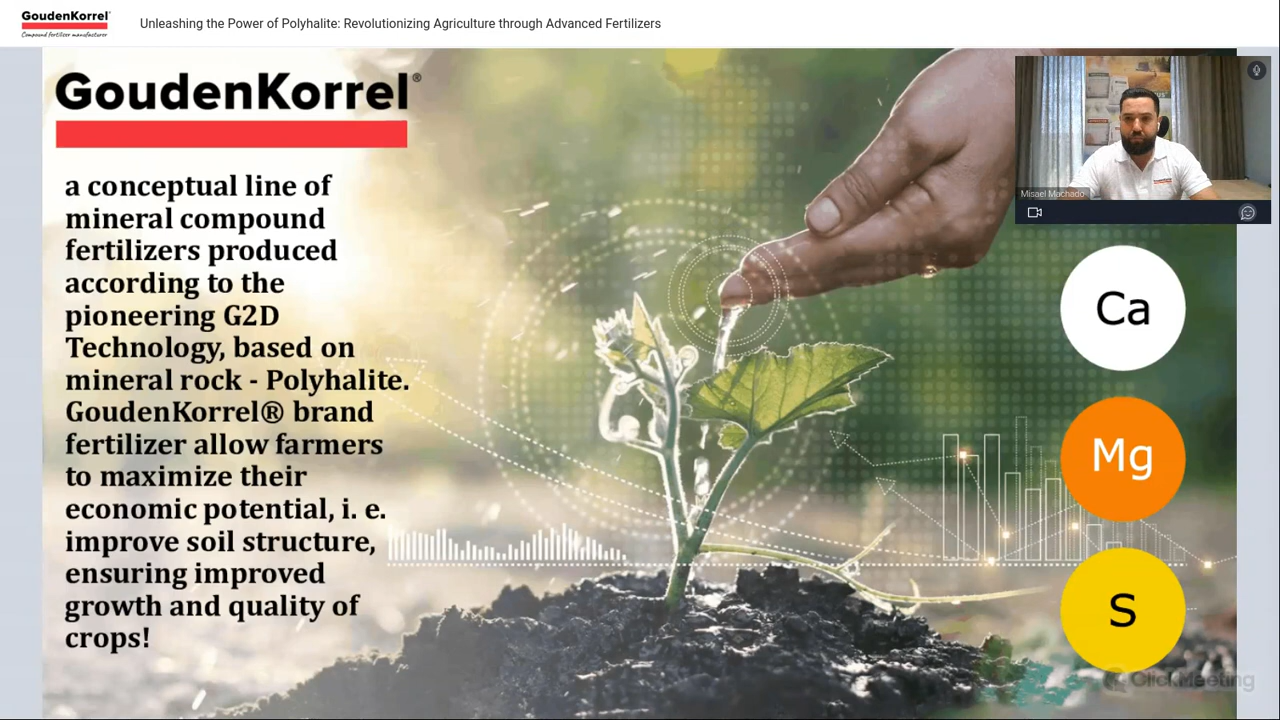 GoudenKorrel®
Compound fertilizer manufacturer
Unleashing the Power of Polyhalite: Revolutionizing Agriculture through Advanced Fertilizers
GoudenKorrel®
a conceptual line of
mineral compound
fertilizers produced
according to the
pioneering G2D
Technology, based on
mineral rock - Polyhalite.
GoudenKorrel® brand
fertilizer allow farmers
to maximize their
economic potential, i. e.
improve soil structure,
ensuring improved
growth and quality of
crops!
Misael Machado
Ca
Mg
S
ClickMeeting